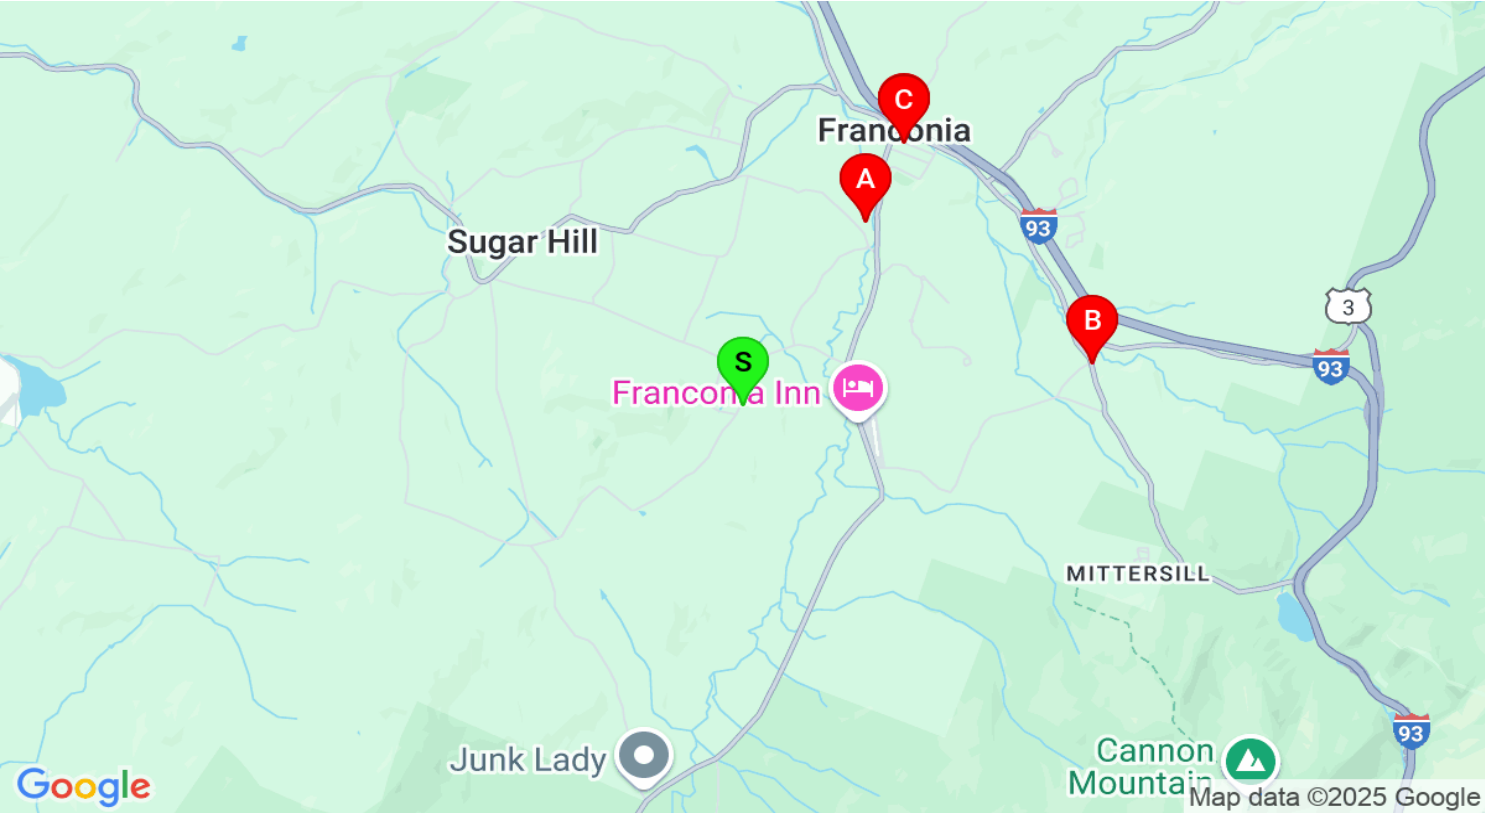 C
Franconia
A
93
Sugar Hill
3
B
93
S
Franconia Inn
MITTERSILL
93
Junk Lady
Cannon
Mountain
Google
Map data ©2025 Google